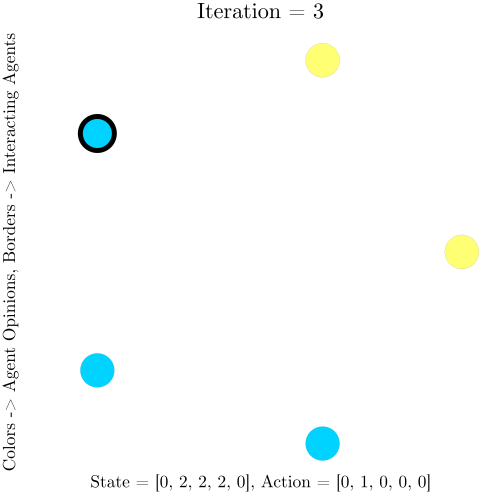 Iteration = 3
Colors -> Agent Opinions, Borders -> Interacting Agents
State = [0, 2, 2, 2, 0], Action = [0, 1, 0, 0, 0]